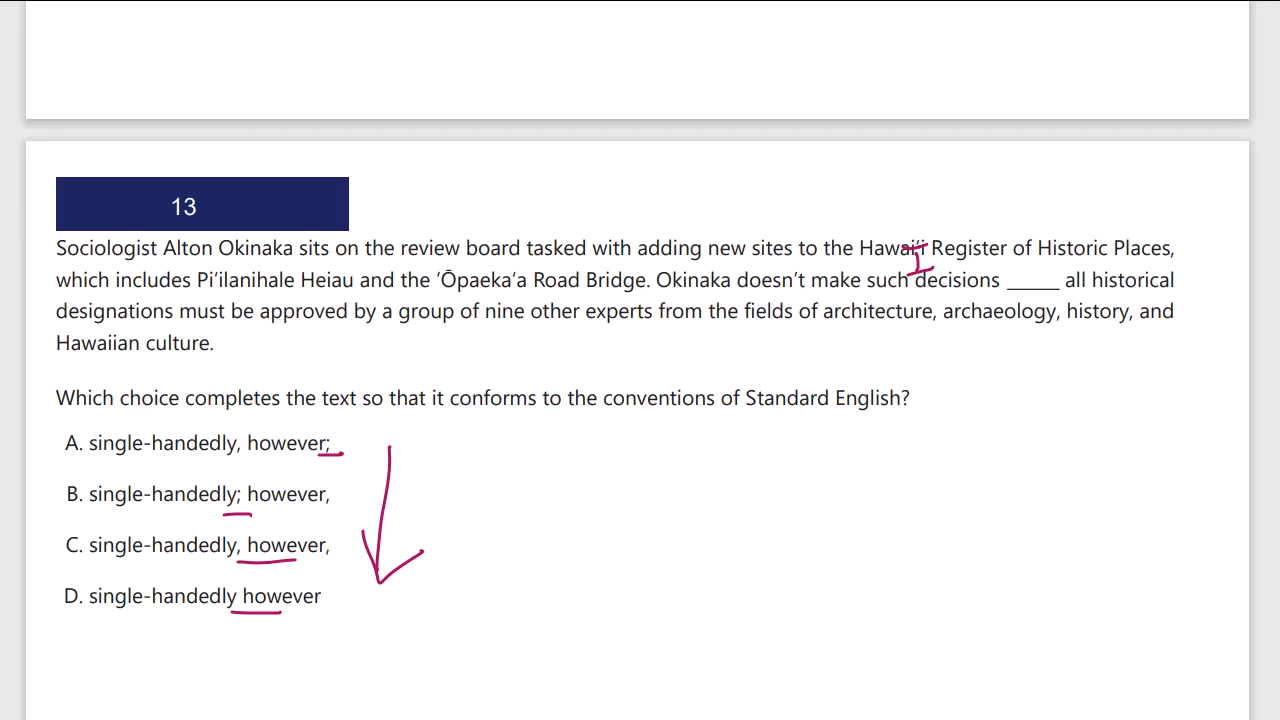 13
Sociologist Alton Okinaka sits on the review board tasked with adding new sites to the Hawai‘i Register of Historic Places,
which includes Pi‘ilanihale Heiau and the ‘Ōpaeka‘a Road Bridge. Okinaka doesn’t make such decisions ______ all historical
designations must be approved by a group of nine other experts from the fields of architecture, archaeology, history, and
Hawaiian culture.
Which choice completes the text so that it conforms to the conventions of Standard English?
A. single-handedly, however;
B. single-handedly; however,
C. single-handedly, however,
D. single-handedly however